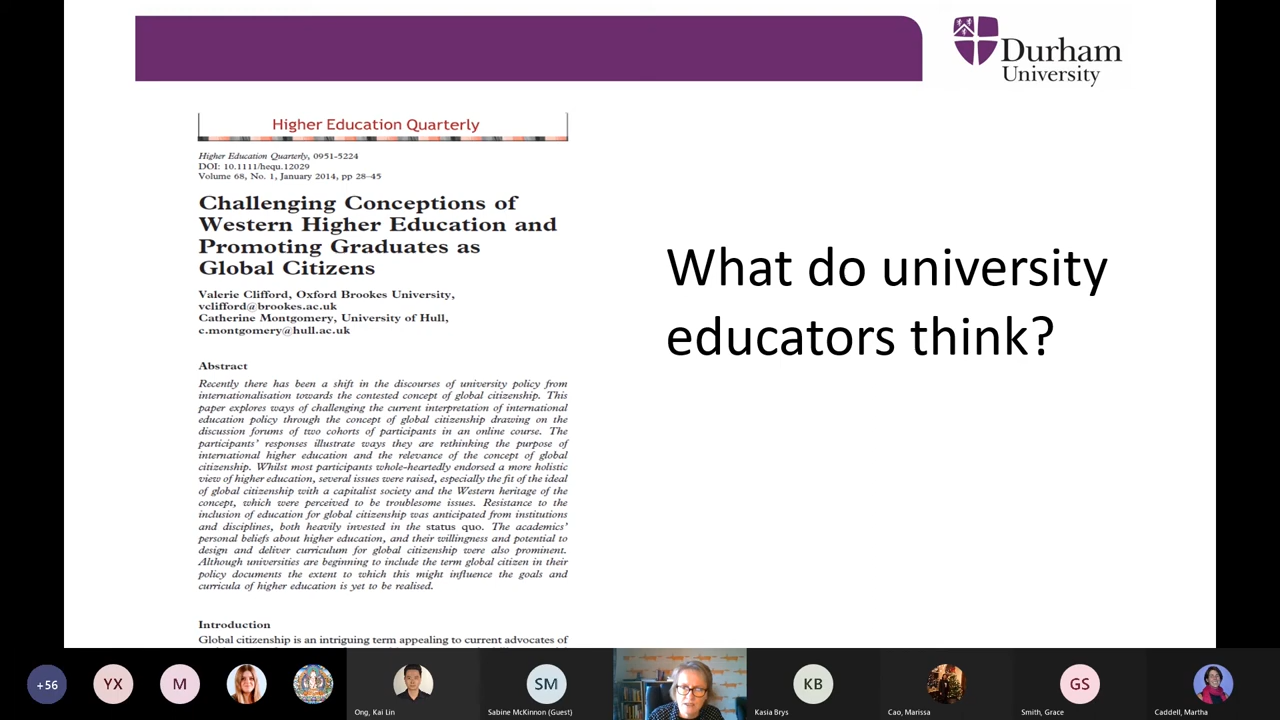 Durham
University
Higher Education Quarterly
Higher Education Quarterly, 0951-5224
DOI: 10.1111/hequ.12029
Volume 68, No. 1, January 2014, pp 28–45
Challenging Conceptions of
Western Higher Education and
Promoting Graduates as
Global Citizens
Valerie Clifford, Oxford Brookes University,
vclifford@brookes.ac.uk
Catherine Montgomery, University of Hull,
c.montgomery@hull.ac.uk
Abstract
Recently there has been a shift in the discourses of university policy from
internationalisation towards the contested concept of global citizenship. This
paper explores ways of challenging the current interpretation of international
education policy through the concept of global citizenship drawing on the
discussion forums of two cohorts of participants in an online course. The
participants' responses illustrate ways they are rethinking the purpose of
international higher education and the relevance of the concept of global
citizenship. Whilst most participants whole-heartedly endorsed a more holistic
view of higher education, several issues were raised, especially the fit of the ideal
of global citizenship with a capitalist society and the Western heritage of the
concept, which were perceived to be troublesome issues. Resistance to the
inclusion of education for global citizenship was anticipated from institutions
and disciplines, both heavily invested in the status quo. The academics'
personal beliefs about higher education, and their willingness and potential to
design and deliver curriculum for global citizenship were also prominent.
Although universities are beginning to include the term global citizen in their
policy documents the extent to which this might influence the goals and
curricula of higher education is yet to be realised.
Introduction
Global citizenship is an intriguing term appealing to current advocates of
What do university
educators think?
+56
YX
M
Ong, Kai Lin
SM
Sabine McKinnon (Guest)
KB
Kasia Brys
Cao, Marissa
GS
Smith, Grace
Caddell, Martha